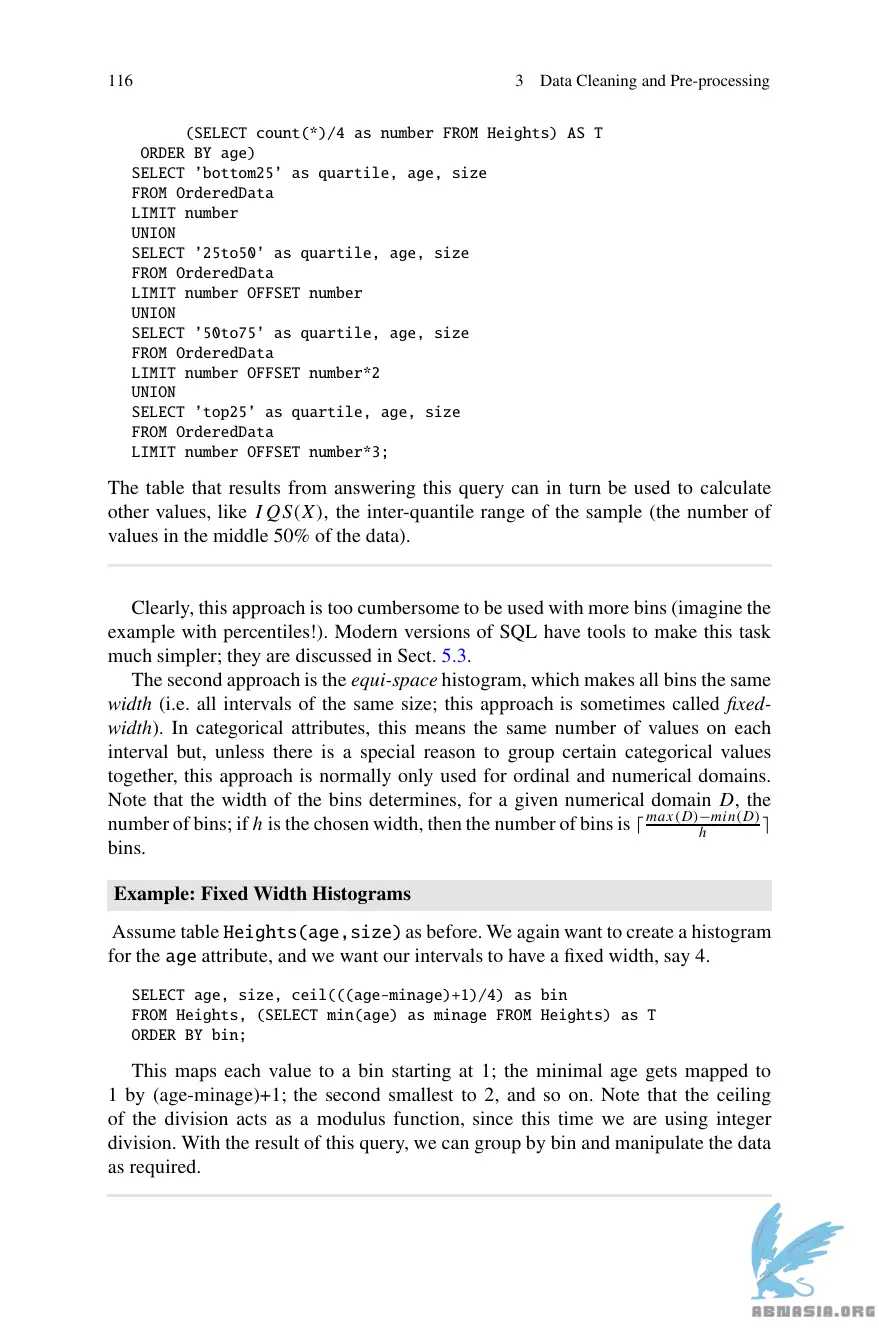 116 3 Data Cleaning and Pre-processing
(SELECT count(*)/4 as number FROM Heights) AS T
ORDER BY age)
SELECT ’bottom25’ as quartile, age, size
FROM OrderedData
LIMIT number
UNION
SELECT ’25to50’ as quartile, age, size
FROM OrderedData
LIMIT number OFFSET number
UNION
SELECT ’50to75’ as quartile, age, size
FROM OrderedData
LIMIT number OFFSET number*2
UNION
SELECT ’top25’ as quartile, age, size
FROM OrderedData
LIMIT number OFFSET number*3;
The table that results from answering this query can in turn be used to calculate
other values, like IQS(X), the inter-quantile range of the sample (the number of
values in the middle 50% of the data).
Clearly, this approach is too cumbersome to be used with more bins (imagine the
example with percentiles!). Modern versions of SQL have tools to make this task
much simpler; they are discussed in Sect. 5.3.
The second approach is the equi-space histogram, which makes all bins the same
width (i.e. all intervals of the same size; this approach is sometimes called fixed-
width). In categorical attributes, this means the same number of values on each
interval but, unless there is a special reason to group certain categorical values
together, this approach is normally only used for ordinal and numerical domains.
Note that the width of the bins determines, for a given numerical domain D, the
number of bins; if h is the chosen width, then the number of bins is ⌈max(D)−min(D)/h⌉
bins.
Example: Fixed Width Histograms
Assume table Heights(age,size) as before. We again want to create a histogram
for the age attribute, and we want our intervals to have a fixed width, say 4.
SELECT age, size, ceil(((age-minage)+1)/4) as bin
FROM Heights, (SELECT min(age) as minage FROM Heights) as T
ORDER BY bin;
This maps each value to a bin starting at 1; the minimal age gets mapped to
1 by (age-minage)+1; the second smallest to 2, and so on. Note that the ceiling
of the division acts as a modulus function, since this time we are using integer
division. With the result of this query, we can group by bin and manipulate the data
as required.
ABNASIA.ORG